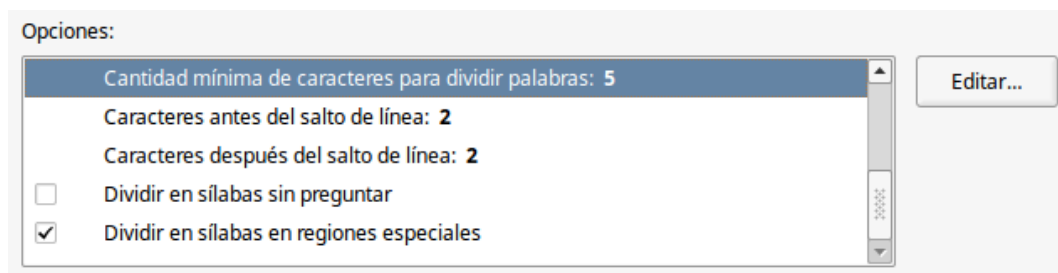 Opciones:
Cantidad mínima de caracteres para dividir palabras: 5
Editar...
Caracteres antes del salto de línea: 2
Caracteres después del salto de línea: 2
Dividir en sílabas sin preguntar
Dividir en sílabas en regiones especiales